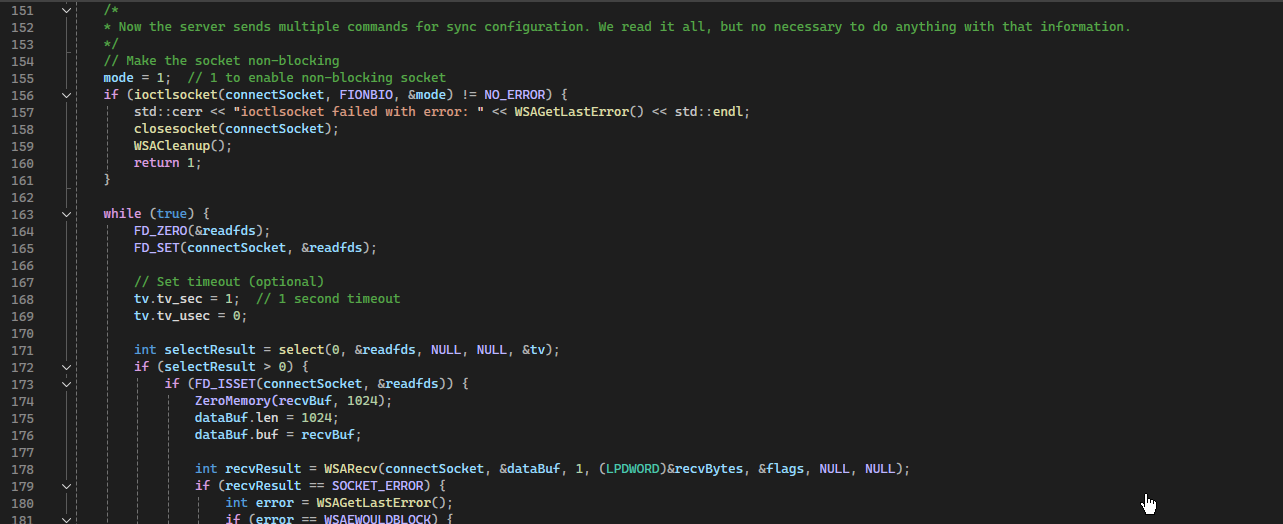 151 /*
152 * Now the server sends multiple commands for sync configuration. We read it all, but no necessary to do anything with that information.
153 */
154 // Make the socket non-blocking
155 mode = 1;  // 1 to enable non-blocking socket
156 if (ioctlsocket(connectSocket, FIONBIO, &mode) != NO_ERROR) {
157     std::cerr << "ioctlsocket failed with error: " << WSAGetLastError() << std::endl;
158     closesocket(connectSocket);
159     WSACleanup();
160     return 1;
161 }
162
163 while (true) {
164     FD_ZERO(&readfds);
165     FD_SET(connectSocket, &readfds);
166
167     // Set timeout (optional)
168     tv.tv_sec = 1;  // 1 second timeout
169     tv.tv_usec = 0;
170
171     int selectResult = select(0, &readfds, NULL, NULL, &tv);
172     if (selectResult > 0) {
173         if (FD_ISSET(connectSocket, &readfds)) {
174             ZeroMemory(recvBuf, 1024);
175             dataBuf.len = 1024;
176             dataBuf.buf = recvBuf;
177
178             int recvResult = WSARecv(connectSocket, &dataBuf, 1, (LPDWORD)&recvBytes, &flags, NULL, NULL);
179             if (recvResult == SOCKET_ERROR) {
180                 int error = WSAGetLastError();
181                 if (error == WSAEWOULDBLOCK) {